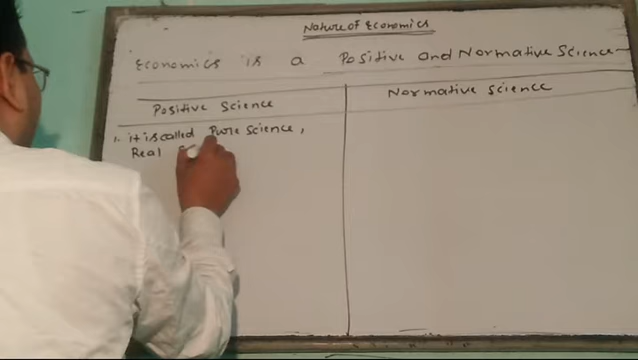 Nature of Economics
Economics is a Positive and Normative Science
Positive Science
Normative Science
1. it is called Pure Science,
Real